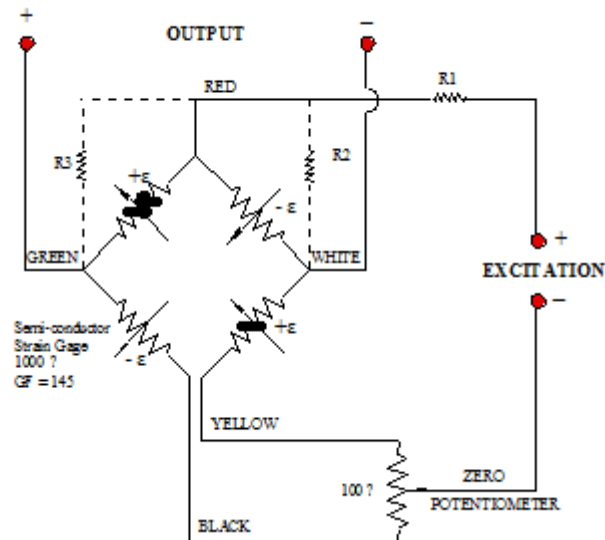 +
OUTPUT
−
RED
R1
R3
+ε
R2
- ε
GREEN
WHITE
+
EXCITATION
−
Semi-conductor
Strain Gage
1000 ?
GF = 145
- ε
+ε
YELLOW
100 ?
ZERO
POTENTIOMETER
BLACK